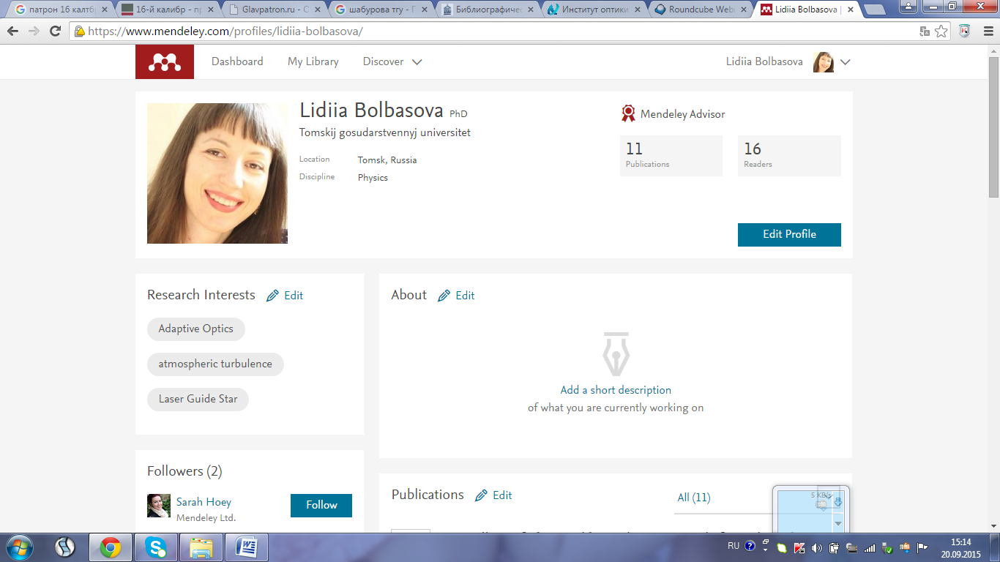 патрон 16 калтб
16-й калибр - пр
Glavpatron.ru - О
шабурова тгу - П
Библиографичес
Институт оптики
Roundcube Web
Lidiia Bolbasova |
https://www.mendeley.com/profiles/lidiia-bolbasova/
Dashboard My Library Discover Lidiia Bolbasova
Lidiia Bolbasova PhD
Tomskij gosudarstvennyj universitet
Location Tomsk, Russia
Discipline Physics
Mendeley Advisor
11 16
Publications Readers
Edit Profile
Research Interests Edit
Adaptive Optics
atmospheric turbulence
Laser Guide Star
About Edit
Add a short description
of what you are currently working on
Followers (2)
Sarah Hoey
Mendeley Ltd.
Follow
Publications Edit All (11)
5 KB/s
RU
15:14
20.09.2015